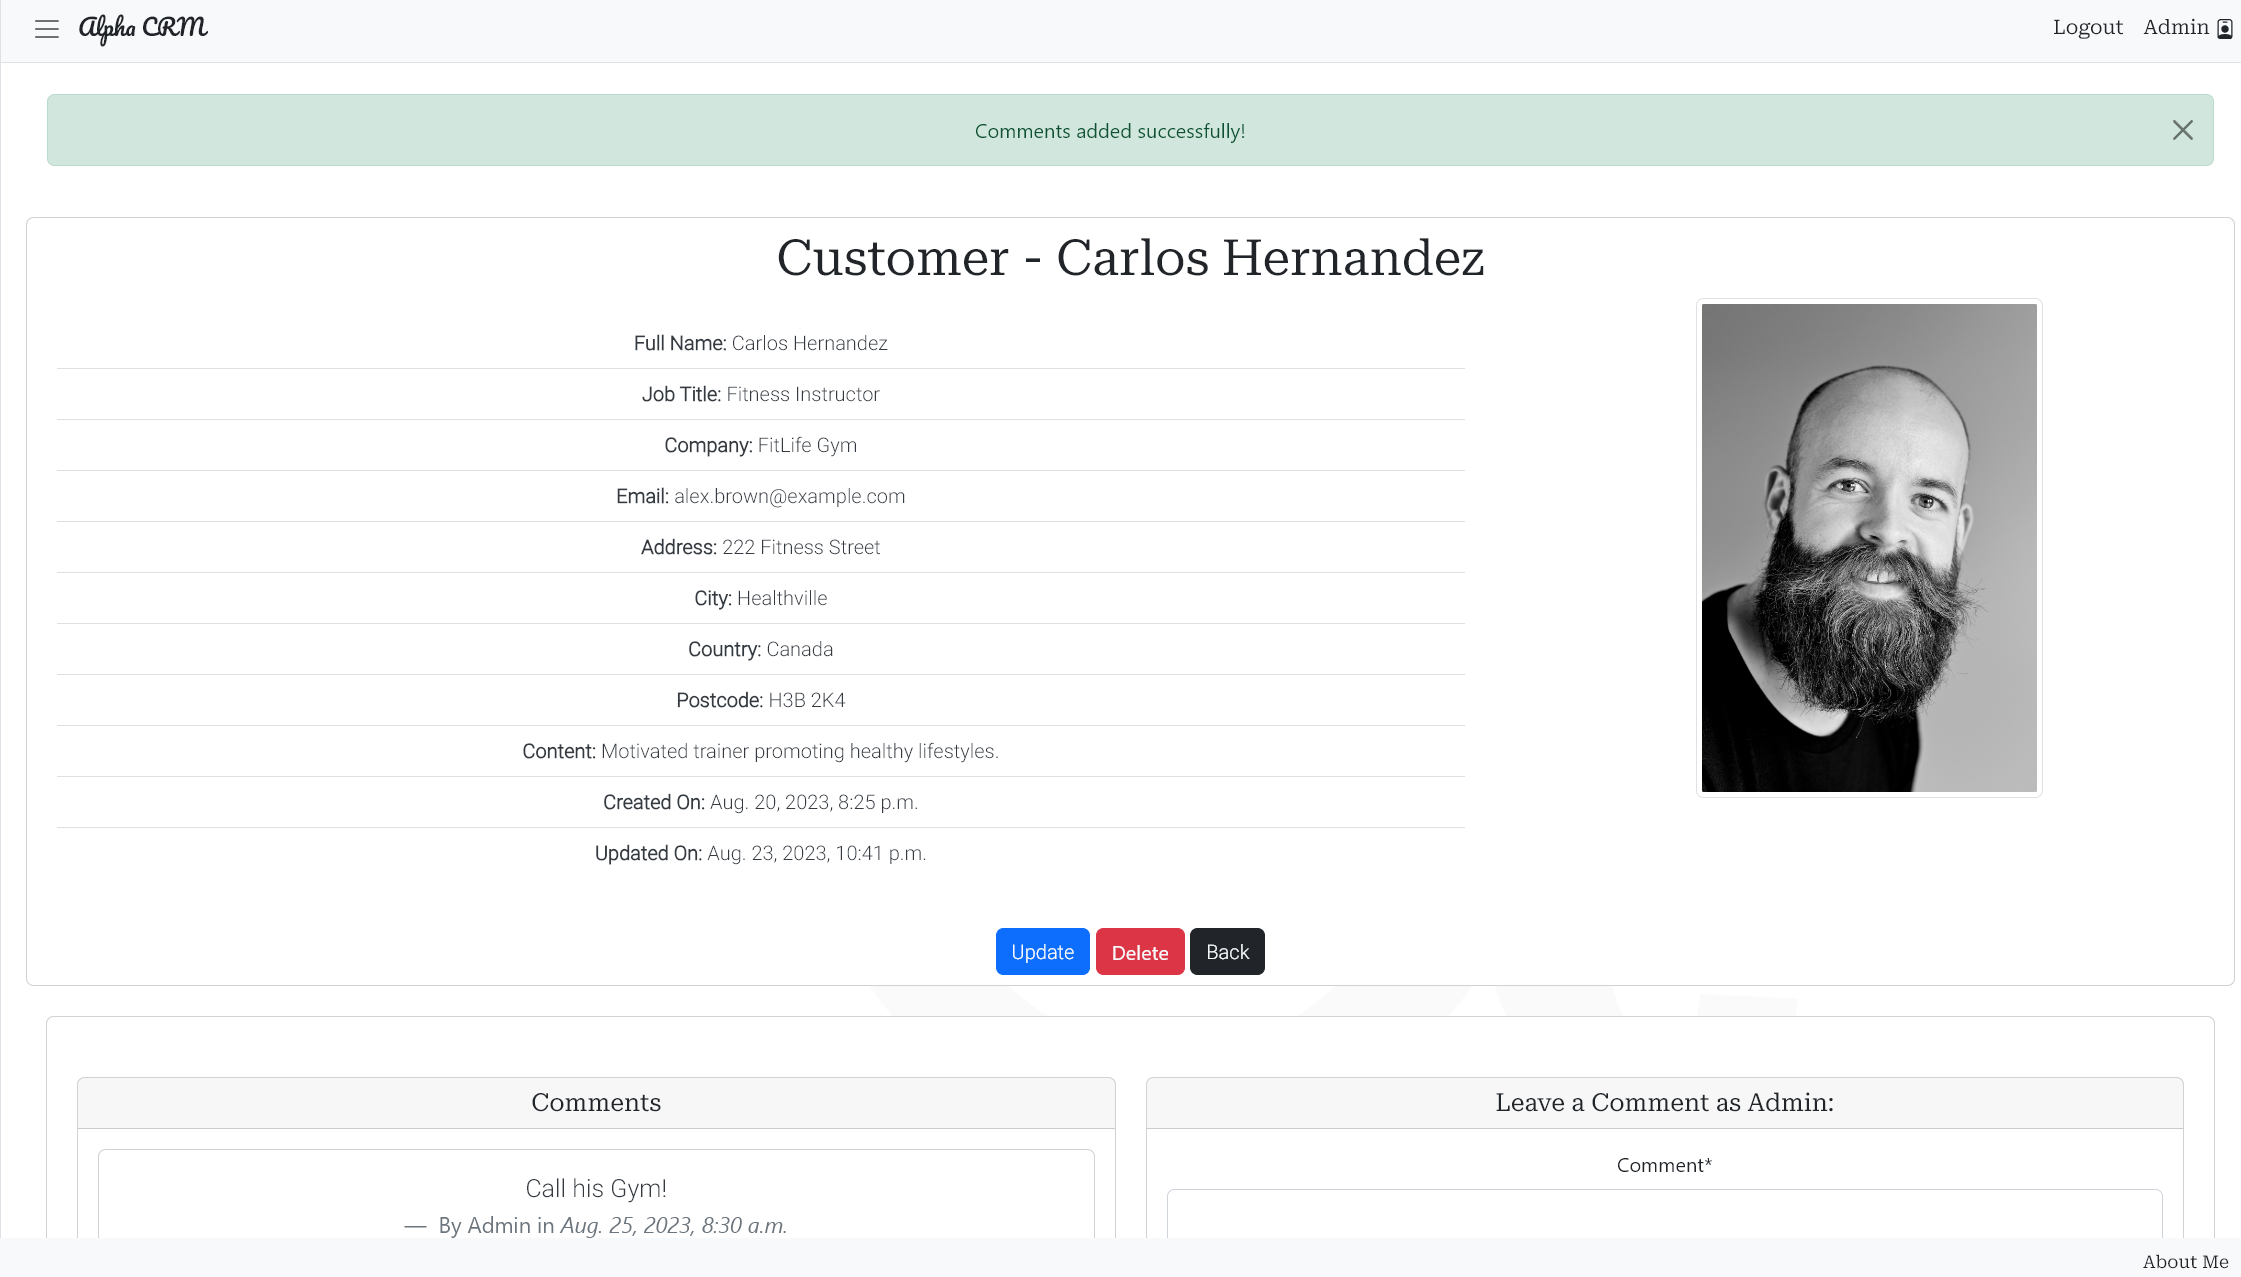 Alpha CRM
Logout Admin
Comments added successfully!
Customer - Carlos Hernandez
Full Name: Carlos Hernandez
Job Title: Fitness Instructor
Company: FitLife Gym
Email: alex.brown@example.com
Address: 222 Fitness Street
City: Healthville
Country: Canada
Postcode: H3B 2K4
Content: Motivated trainer promoting healthy lifestyles.
Created On: Aug. 20, 2023, 8:25 p.m.
Updated On: Aug. 23, 2023, 10:41 p.m.
Update Delete Back
Comments
Call his Gym!
— By Admin in Aug. 25, 2023, 8:30 a.m.
Leave a Comment as Admin:
Comment*
About Me